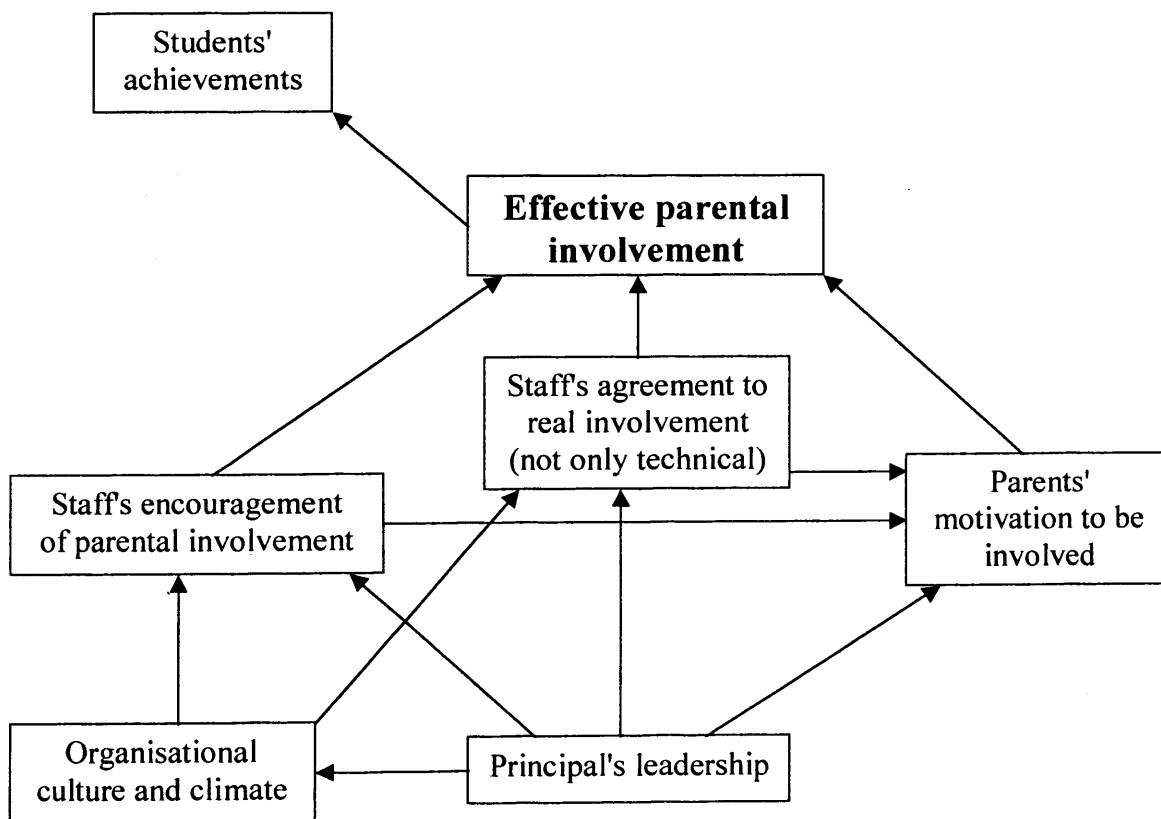 Students'
achievements
Effective parental
involvement
Staff's agreement to
real involvement
(not only technical)
Staff's encouragement
of parental involvement
Parents'
motivation to be
involved
Organisational
culture and climate
Principal's leadership